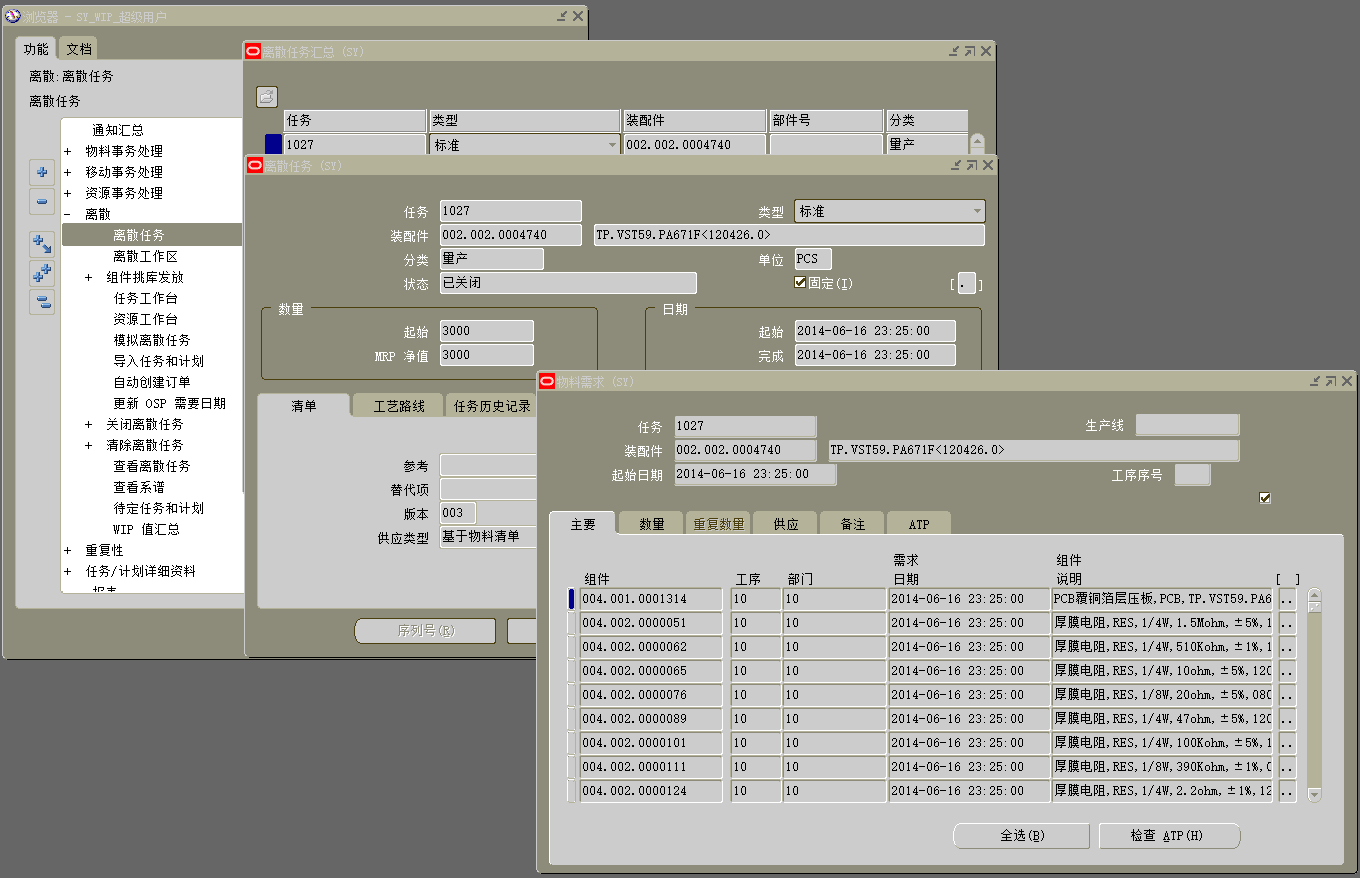 浏览器 - SY_WIP_超级用户
功能 文档
离散:离散任务
离散任务
通知汇总
+ 物料事务处理
+ 移动事务处理
+ 资源事务处理
- 离散
离散任务
离散工作区
+ 组件挑库发放
任务工作台
资源工作台
模拟离散任务
导入任务和计划
自动创建订单
更新 OSP 需要日期
+ 关闭离散任务
+ 清除离散任务
查看离散任务
查看系谱
待定任务和计划
WIP 值汇总
+ 重复性
+ 任务/计划详细资料
离散任务汇总 (SY)
任务 类型 装配件 部件号 分类
1027 标准 002.002.0004740 量产
离散任务 (SY)
任务 1027 类型 标准
装配件 002.002.0004740 TP.VST59.PA671F<120426.0>
分类 量产 单位 PCS
状态 已关闭 固定(I) [ . ]
数量 日期
起始 3000 起始 2014-06-16 23:25:00
MRP 净值 3000 完成 2014-06-16 23:25:00
清单 工艺路线 任务历史记录
参考
替代项
版本 003
供应类型 基于物料清单
序列号(R)
物料需求 (SY)
任务 1027 生产线
装配件 002.002.0004740 TP.VST59.PA671F<120426.0>
起始日期 2014-06-16 23:25:00 工序序号
主要 数量 重复数量 供应 备注 ATP
需求 组件
组件 工序 部门 日期 说明 [ ]
004.001.0001314 10 10 2014-06-16 23:25:00 PCB覆铜箔层压板,PCB,TP.VST59.PA6 ..
004.002.0000051 10 10 2014-06-16 23:25:00 厚膜电阻,RES,1/4W,1.5Mohm,±5%,1 ..
004.002.0000062 10 10 2014-06-16 23:25:00 厚膜电阻,RES,1/4W,510Kohm,±1%,1 ..
004.002.0000065 10 10 2014-06-16 23:25:00 厚膜电阻,RES,1/4W,10ohm,±5%,120 ..
004.002.0000076 10 10 2014-06-16 23:25:00 厚膜电阻,RES,1/8W,20ohm,±5%,080 ..
004.002.0000089 10 10 2014-06-16 23:25:00 厚膜电阻,RES,1/4W,47ohm,±5%,120 ..
004.002.0000101 10 10 2014-06-16 23:25:00 厚膜电阻,RES,1/4W,100Kohm,±5%,1 ..
004.002.0000111 10 10 2014-06-16 23:25:00 厚膜电阻,RES,1/8W,390Kohm,±1%,0 ..
004.002.0000124 10 10 2014-06-16 23:25:00 厚膜电阻,RES,1/4W,2.2ohm,±1%,12 ..
全选(B) 检查 ATP(H)